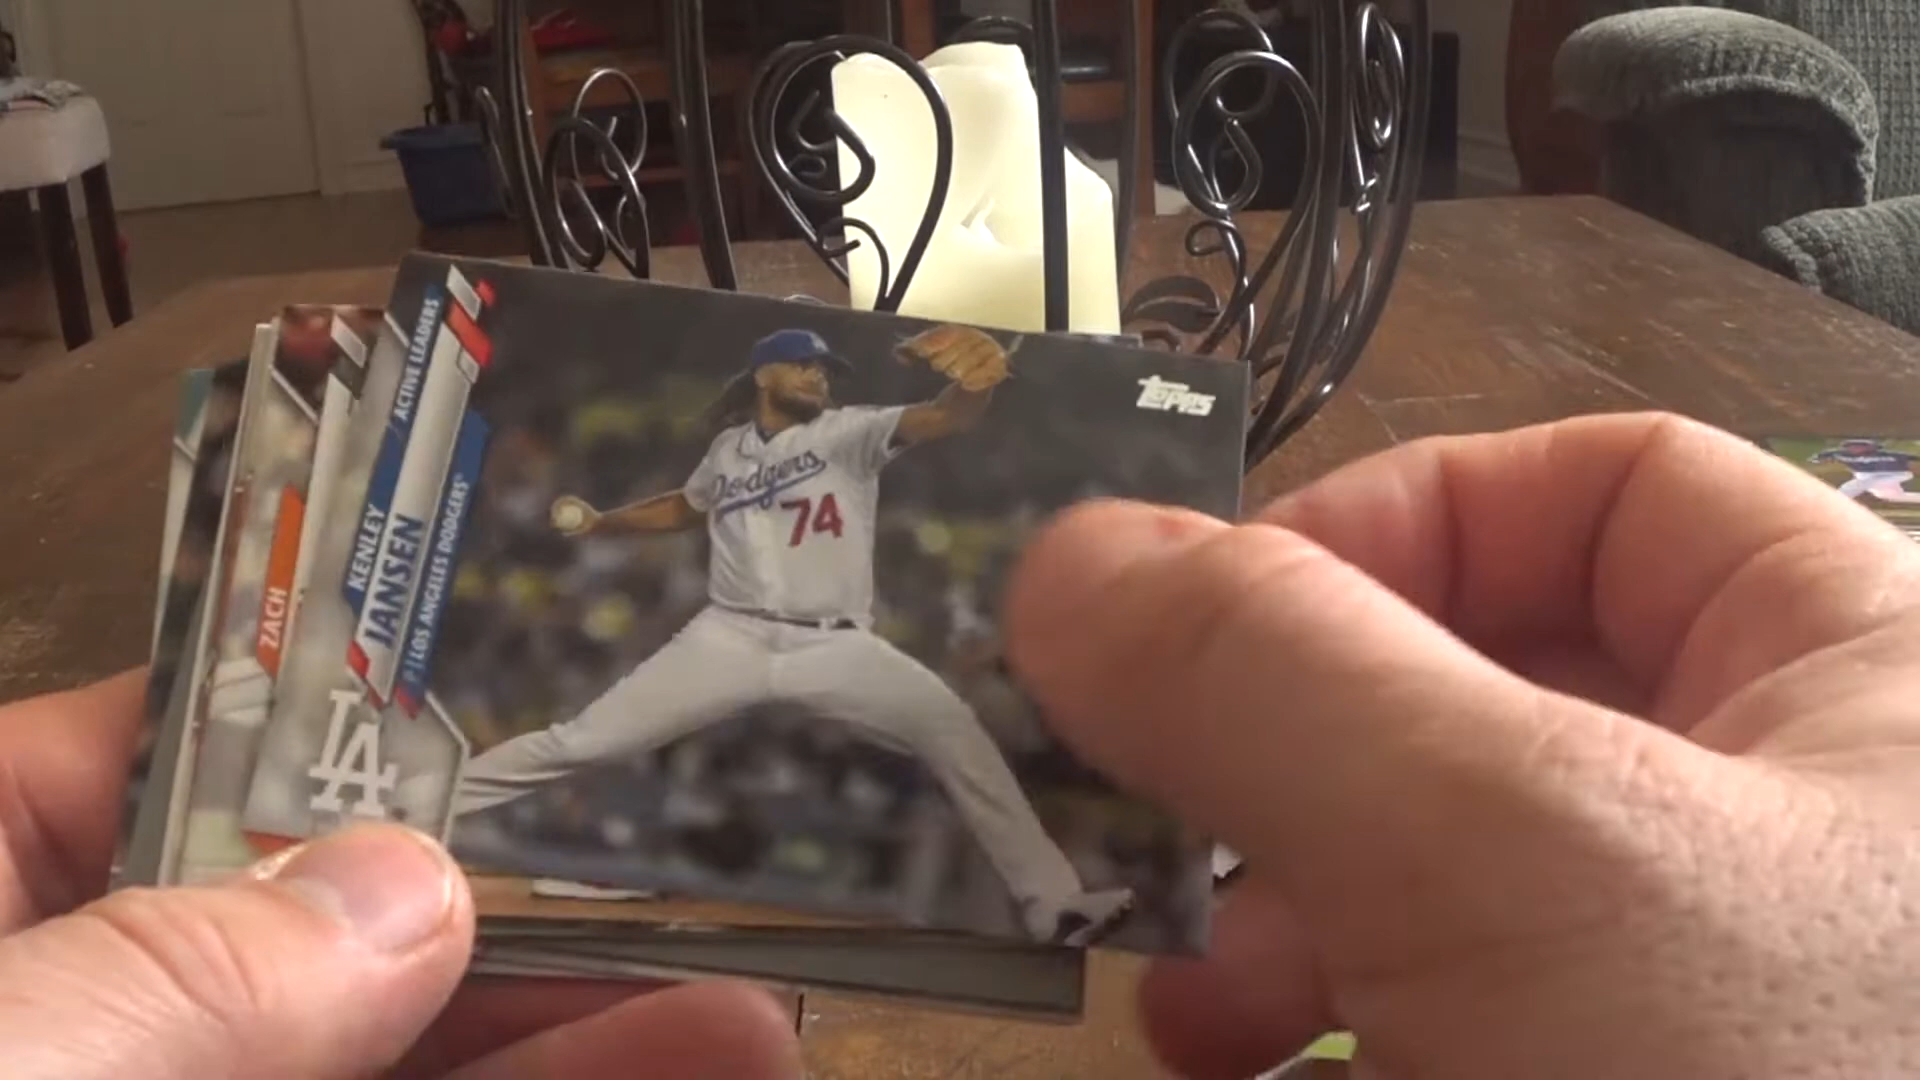 ACTIVE LEADERS
KENLEY
JANSEN
P | LOS ANGELES DODGERS®
LA
Topps
Dodgers
74
ZACH